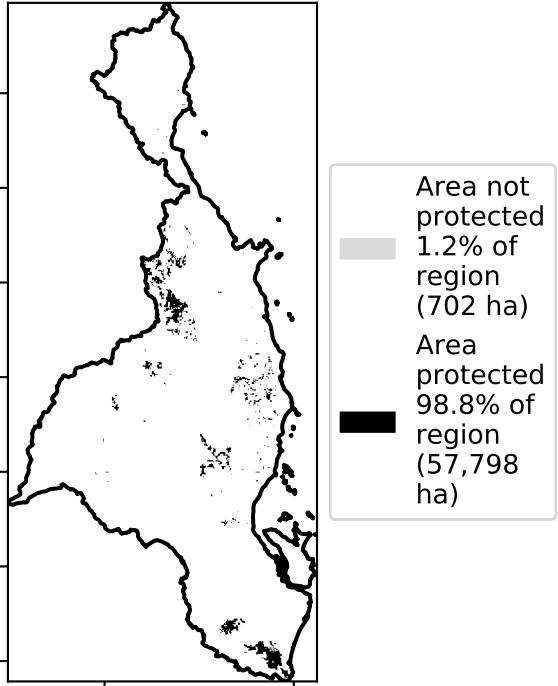 Area not
protected
1.2% of
region
(702 ha)
Area
protected
98.8% of
region
(57,798
ha)